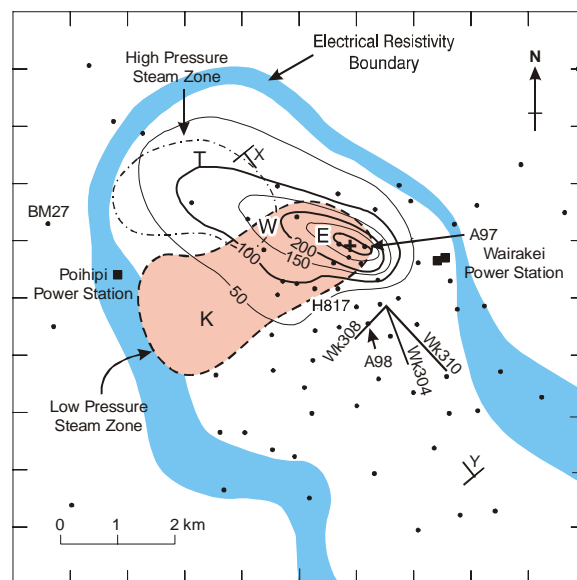 High Pressure
Steam Zone
Electrical Resistivity
Boundary
N
T
X
BM27
W
E
A97
Wairakei
Power Station
200
150
100
50
Poihipi
Power Station
K
H817
Wk308
A98
Wk304
Wk310
Low Pressure
Steam Zone
Y
0 1 2 km